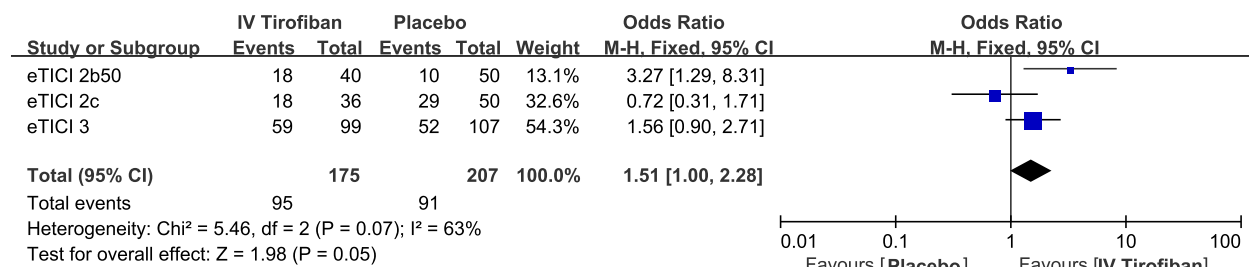 IV Tirofiban Placebo Odds Ratio Odds Ratio
Study or Subgroup Events Total Events Total Weight M-H, Fixed, 95% CI M-H, Fixed, 95% CI
eTICI 2b50 18 40 10 50 13.1% 3.27 [1.29, 8.31]
eTICI 2c 18 36 29 50 32.6% 0.72 [0.31, 1.71]
eTICI 3 59 99 52 107 54.3% 1.56 [0.90, 2.71]
Total (95% CI) 175 207 100.0% 1.51 [1.00, 2.28]
Total events 95 91
Heterogeneity: Chi² = 5.46, df = 2 (P = 0.07); I² = 63%
Test for overall effect: Z = 1.98 (P = 0.05)
0.01 0.1 1 10 100
Favours [Placebo] Favours [IV Tirofiban]